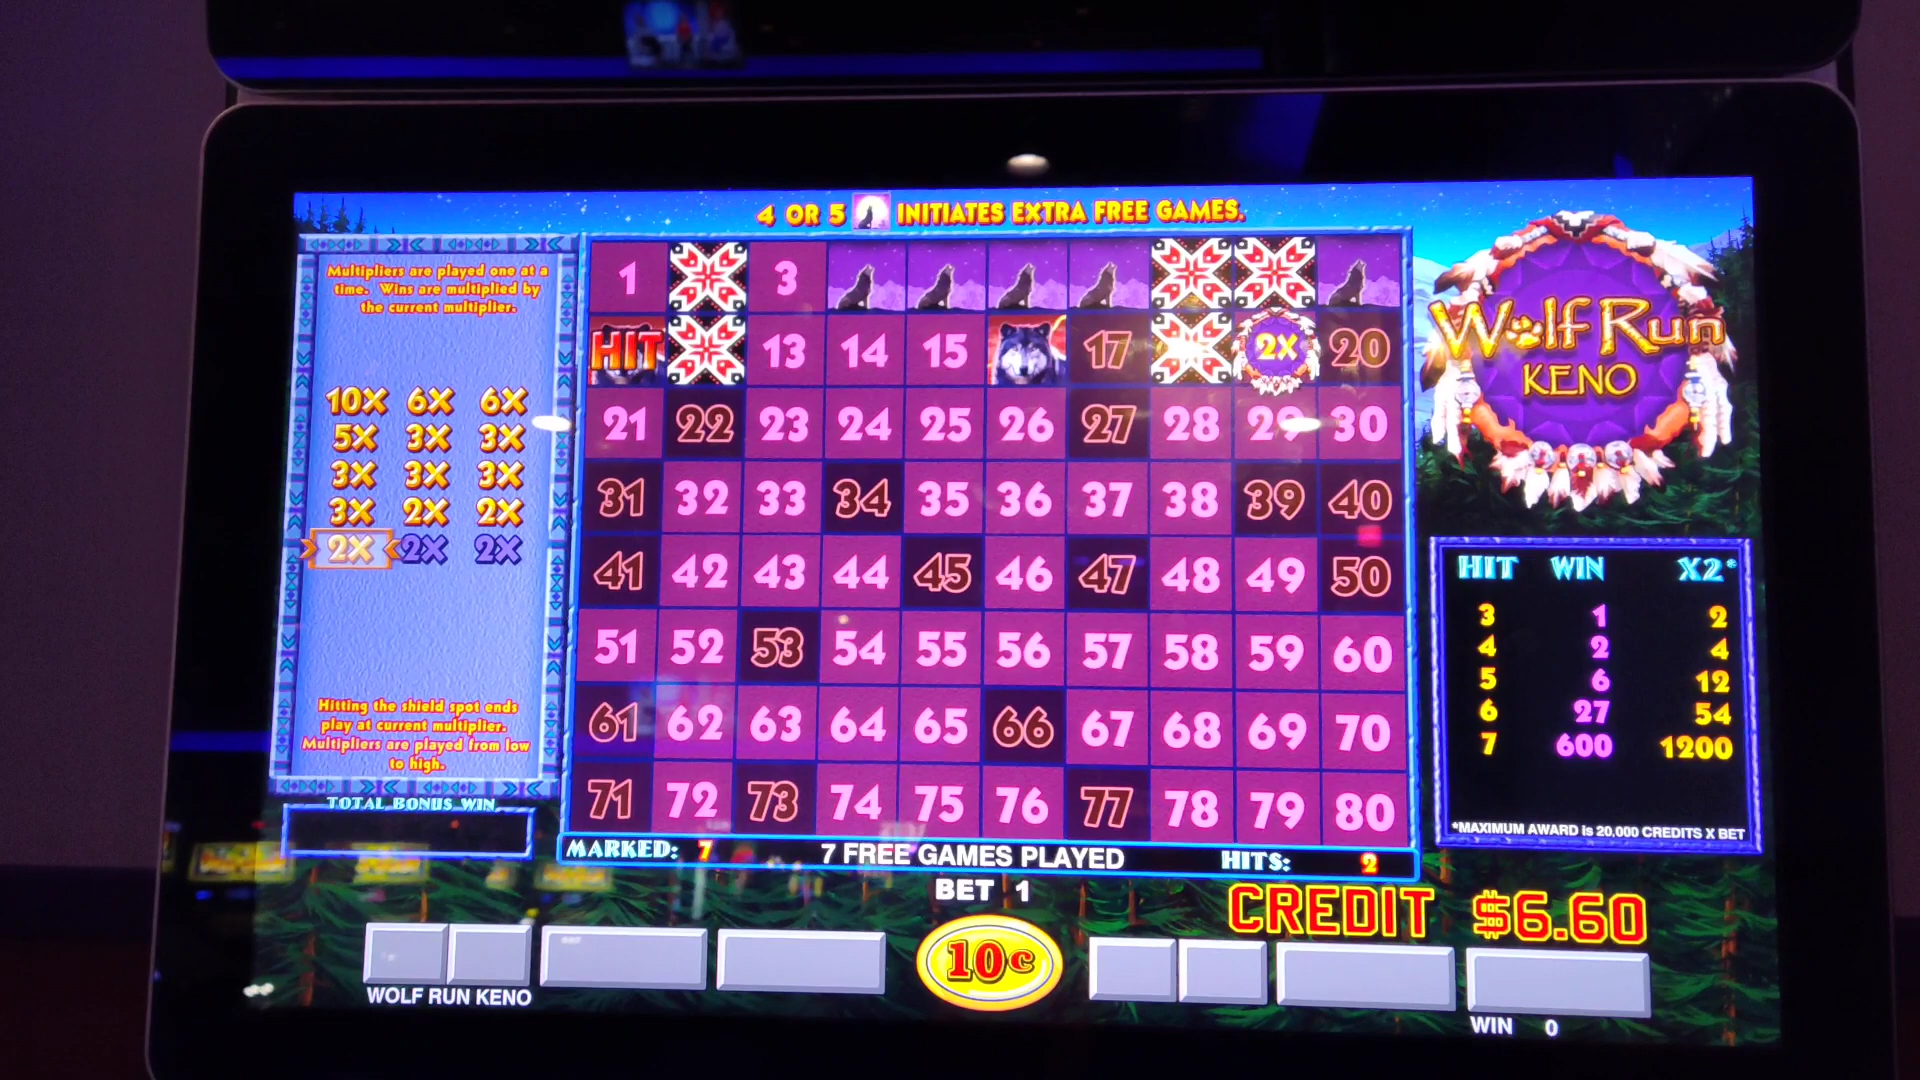 4 OR 5 INITIATES EXTRA FREE GAMES.
Multipliers are played one at a
time. Wins are multiplied by
the current multiplier.
10X 6X 6X
5X 3X 3X
3X 3X 3X
3X 2X 2X
2X 2X 2X
Hitting the shield spot ends
play at current multiplier.
Multipliers are played from low
to high.
TOTAL BONUS WIN
1 3
HIT 13 14 15 17 2X 20
21 22 23 24 25 26 27 28 29 30
31 32 33 34 35 36 37 38 39 40
41 42 43 44 45 46 47 48 49 50
51 52 53 54 55 56 57 58 59 60
61 62 63 64 65 66 67 68 69 70
71 72 73 74 75 76 77 78 79 80
MARKED: 7 7 FREE GAMES PLAYED HITS: 2
Wolf Run
KENO
HIT WIN X2*
3 1 2
4 2 4
5 6 12
6 27 54
7 600 1200
*MAXIMUM AWARD is 20,000 CREDITS X BET
BET 1
CREDIT $6.60
10¢
WOLF RUN KENO
WIN 0